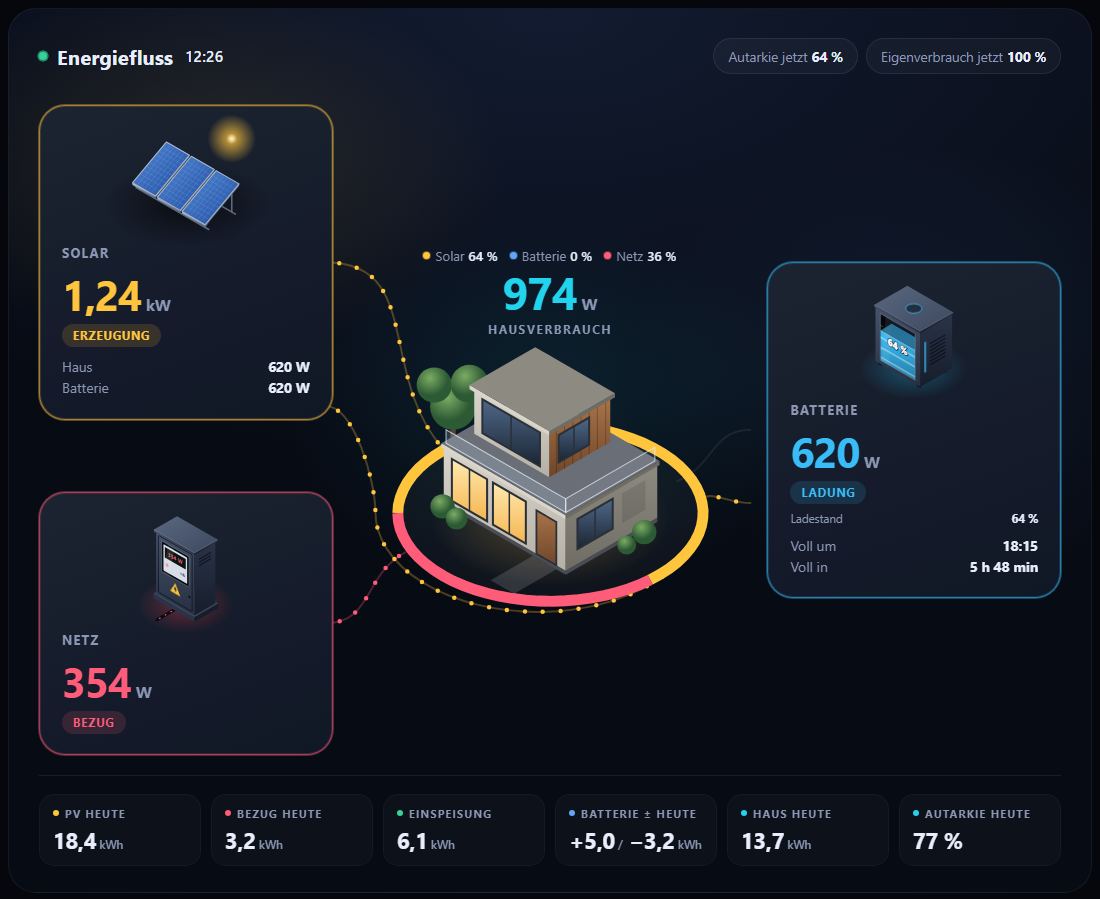 Energiefluss 12:26
Autarkie jetzt 64 %
Eigenverbrauch jetzt 100 %
SOLAR
1,24 kW
ERZEUGUNG
Haus 620 W
Batterie 620 W
Solar 64 % Batterie 0 % Netz 36 %
974 W
HAUSVERBRAUCH
64 %
BATTERIE
620 W
LADUNG
Ladestand 64 %
Voll um 18:15
Voll in 5 h 48 min
354 W
NETZ
354 W
BEZUG
PV HEUTE
18,4 kWh
BEZUG HEUTE
3,2 kWh
EINSPEISUNG
6,1 kWh
BATTERIE ± HEUTE
+5,0 / −3,2 kWh
HAUS HEUTE
13,7 kWh
AUTARKIE HEUTE
77 %